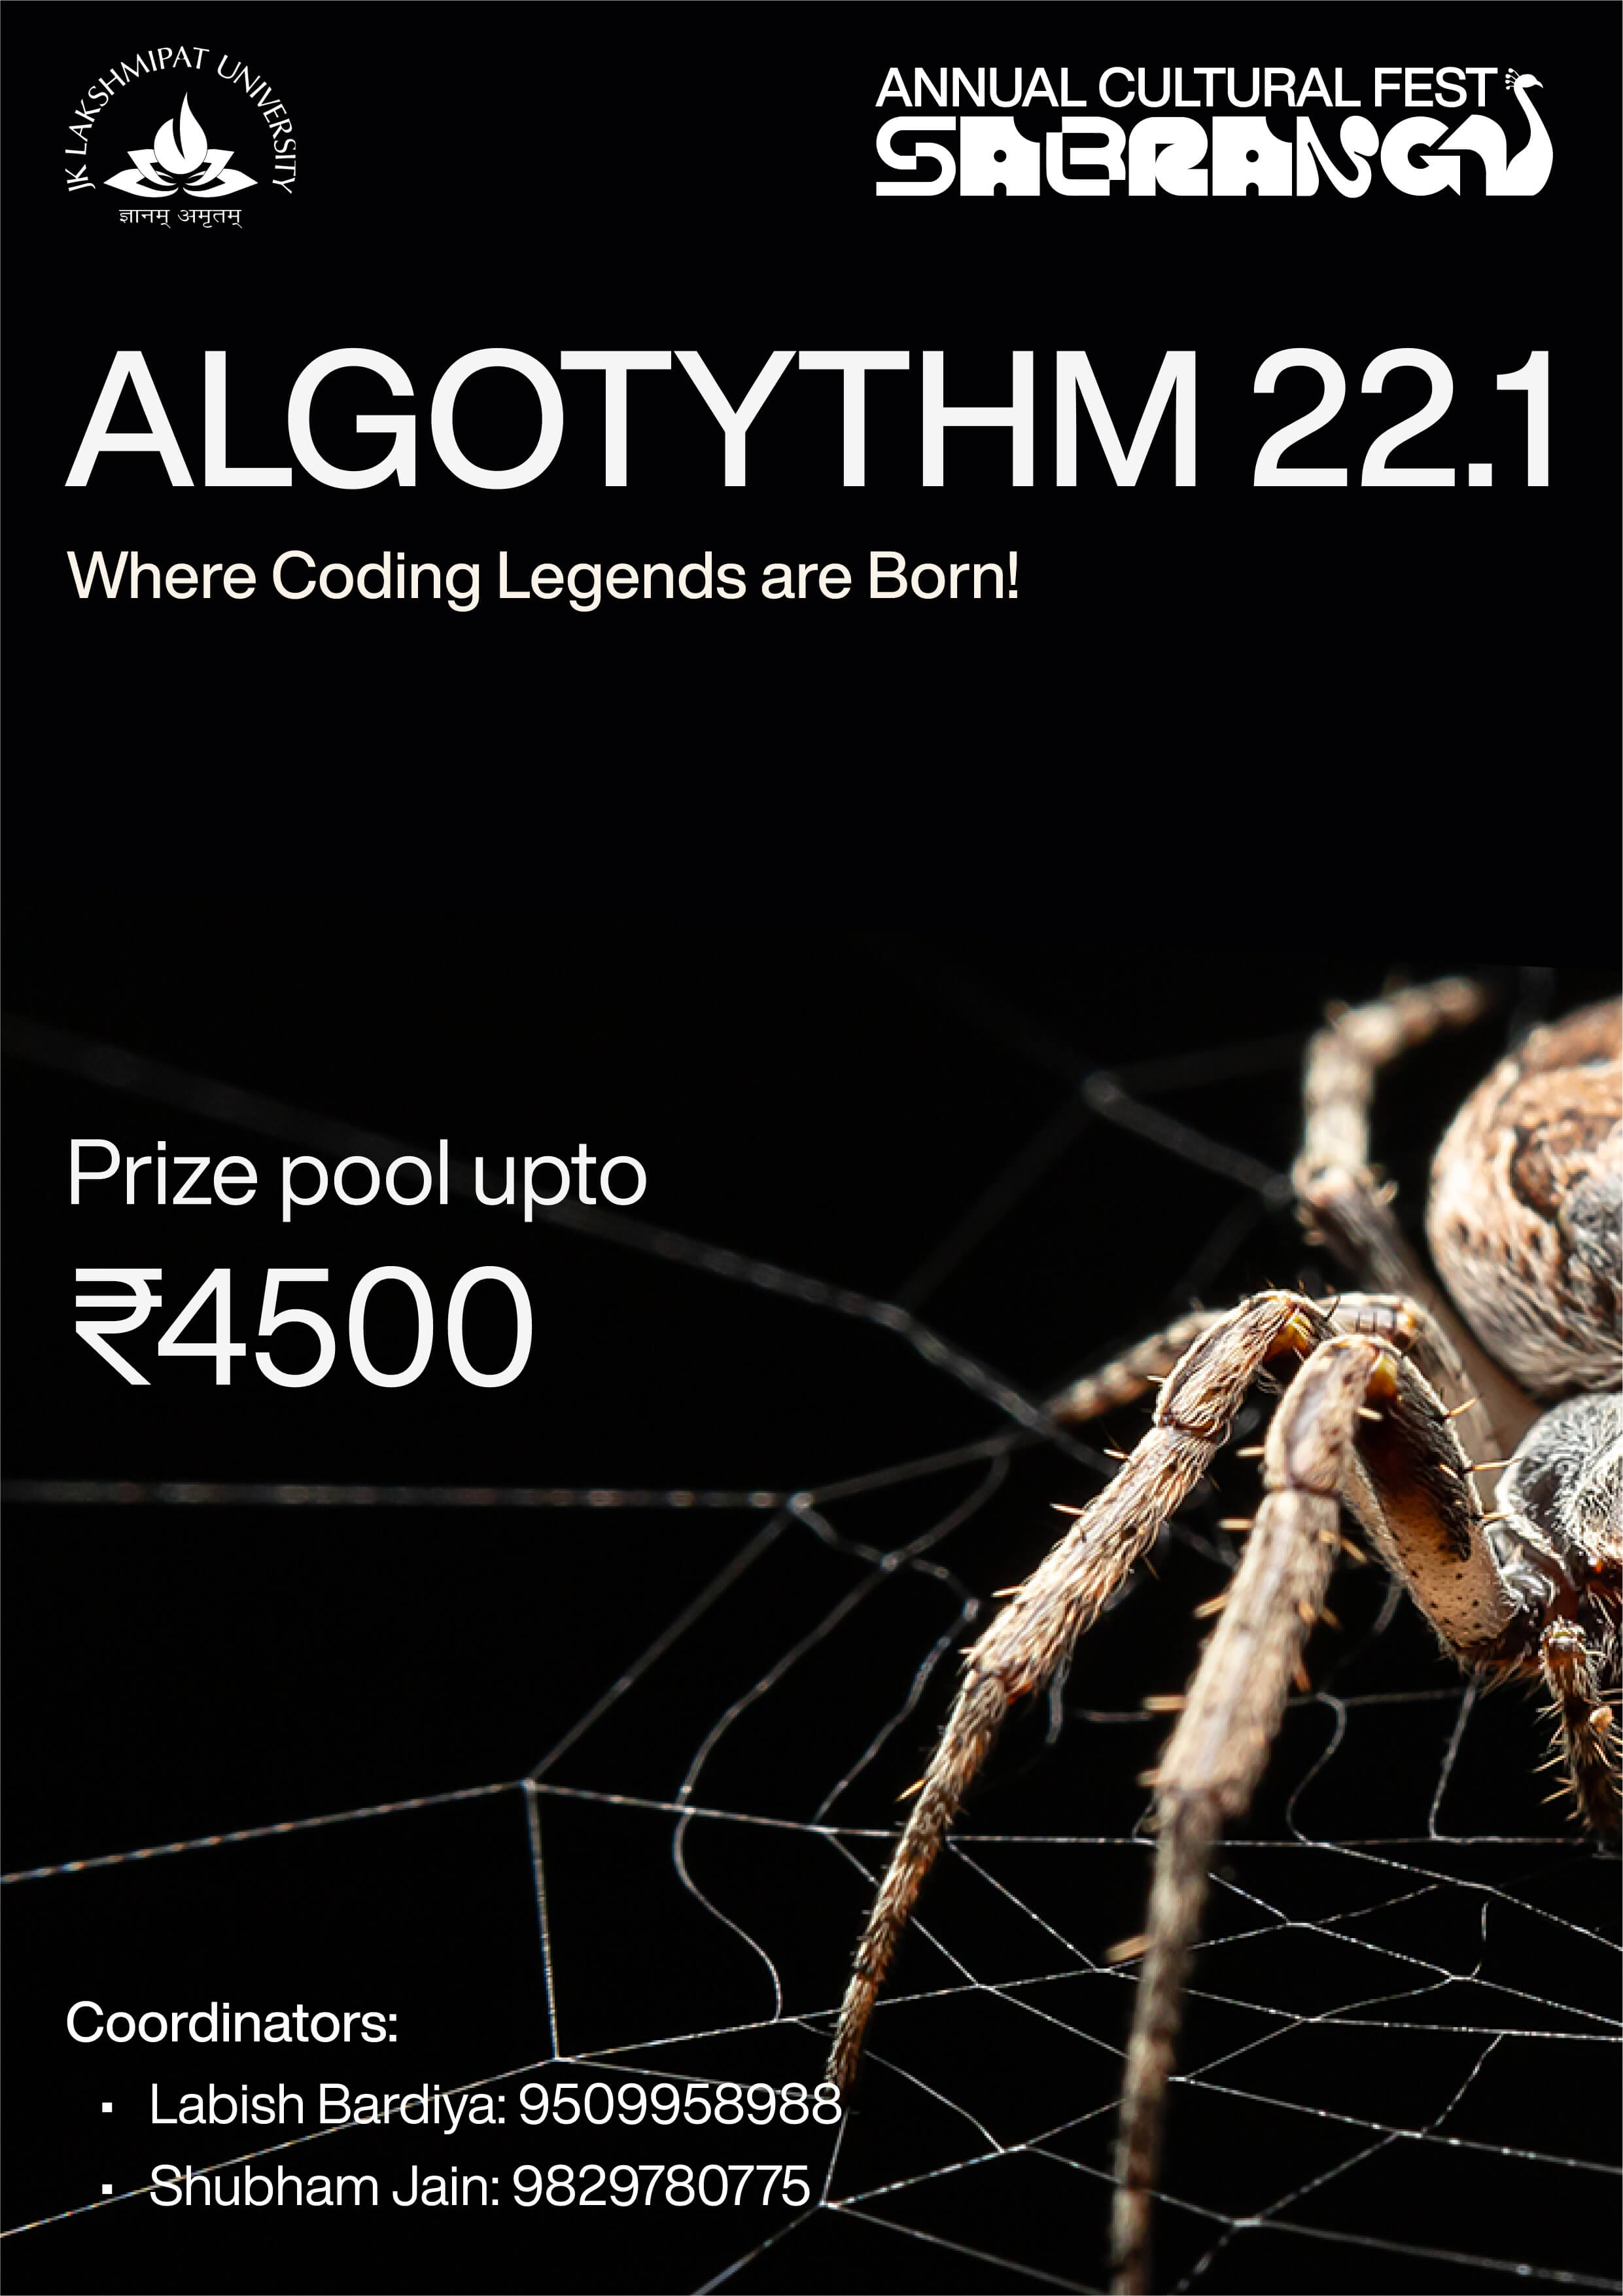 JK LAKSHMIPAT UNIVERSITY
ज्ञानम् अमृतम्
ANNUAL CULTURAL FEST
SABRANG
ALGOTYTHM 22.1
Where Coding Legends are Born!
Prize pool upto
₹4500
Coordinators:
▪ Labish Bardiya: 9509958988
▪ Shubham Jain: 9829780775